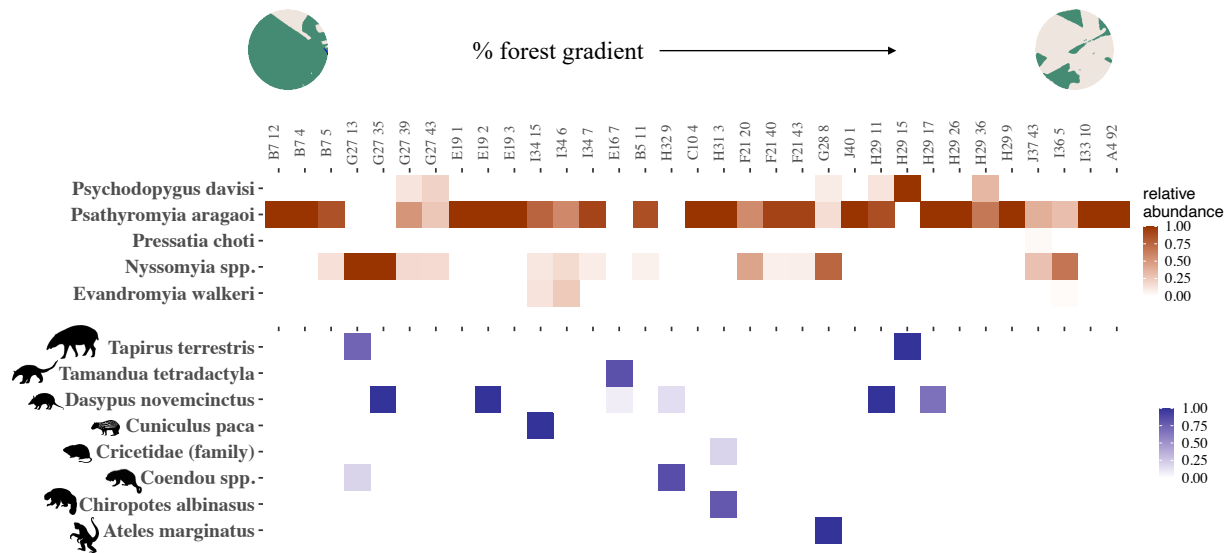 % forest gradient
B7 12
B7 4
B7 5
G27 13
G27 35
G27 39
G27 43
E19 1
E19 2
E19 3
I34 15
I34 6
I34 7
E16 7
B5 11
H32 9
C10 4
H31 3
F21 20
F21 40
F21 43
G28 8
J40 1
H29 11
H29 15
H29 17
H29 26
H29 36
H29 9
J37 43
I36 5
I33 10
A4 92
Psychodopygus davisi
Psathyromyia aragaoi
Pressatia choti
Nyssomyia spp.
Evandromyia walkeri
relative
abundance
1.00
0.75
0.50
0.25
0.00
Tapirus terrestris
Tamandua tetradactyla
Dasypus novemcinctus
Cuniculus paca
Cricetidae (family)
Coendou spp.
Chiropotes albinasus
Ateles marginatus
1.00
0.75
0.50
0.25
0.00